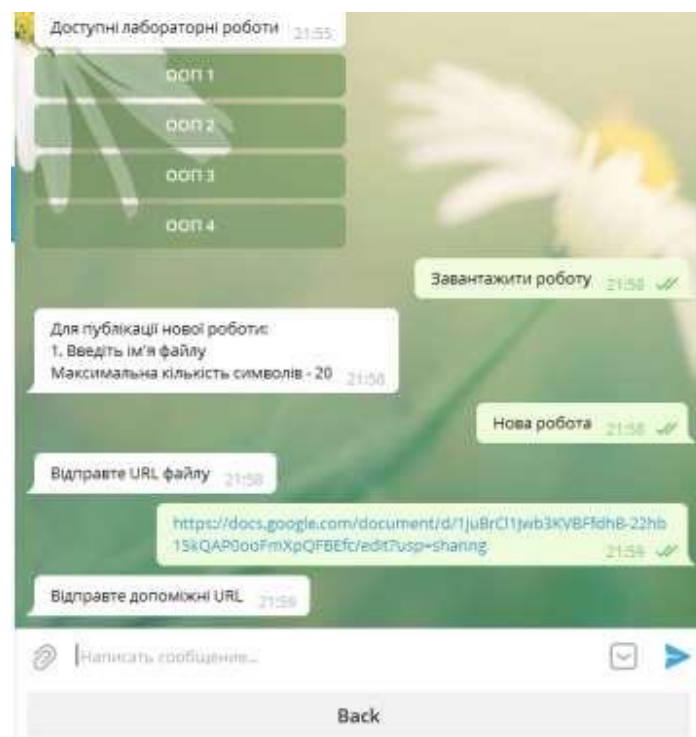 Доступні лабораторні роботи 21:55
ООП 1
ООП 2
ООП 3
ООП 4
Завантажити роботу 21:58
Для публікації нової роботи:
1. Введіть ім'я файлу
Максимальна кількість символів - 20 21:58
Нова робота 21:58
Відправте URL файлу 21:58
https://docs.google.com/document/d/1juBrCl1Jwb3KVBFfdhB-22hb
15kQAP0ooFmXpQFBEfc/edit?usp=sharing 21:59
Відправте допоміжні URL 21:59
Написать сообщение...
Back